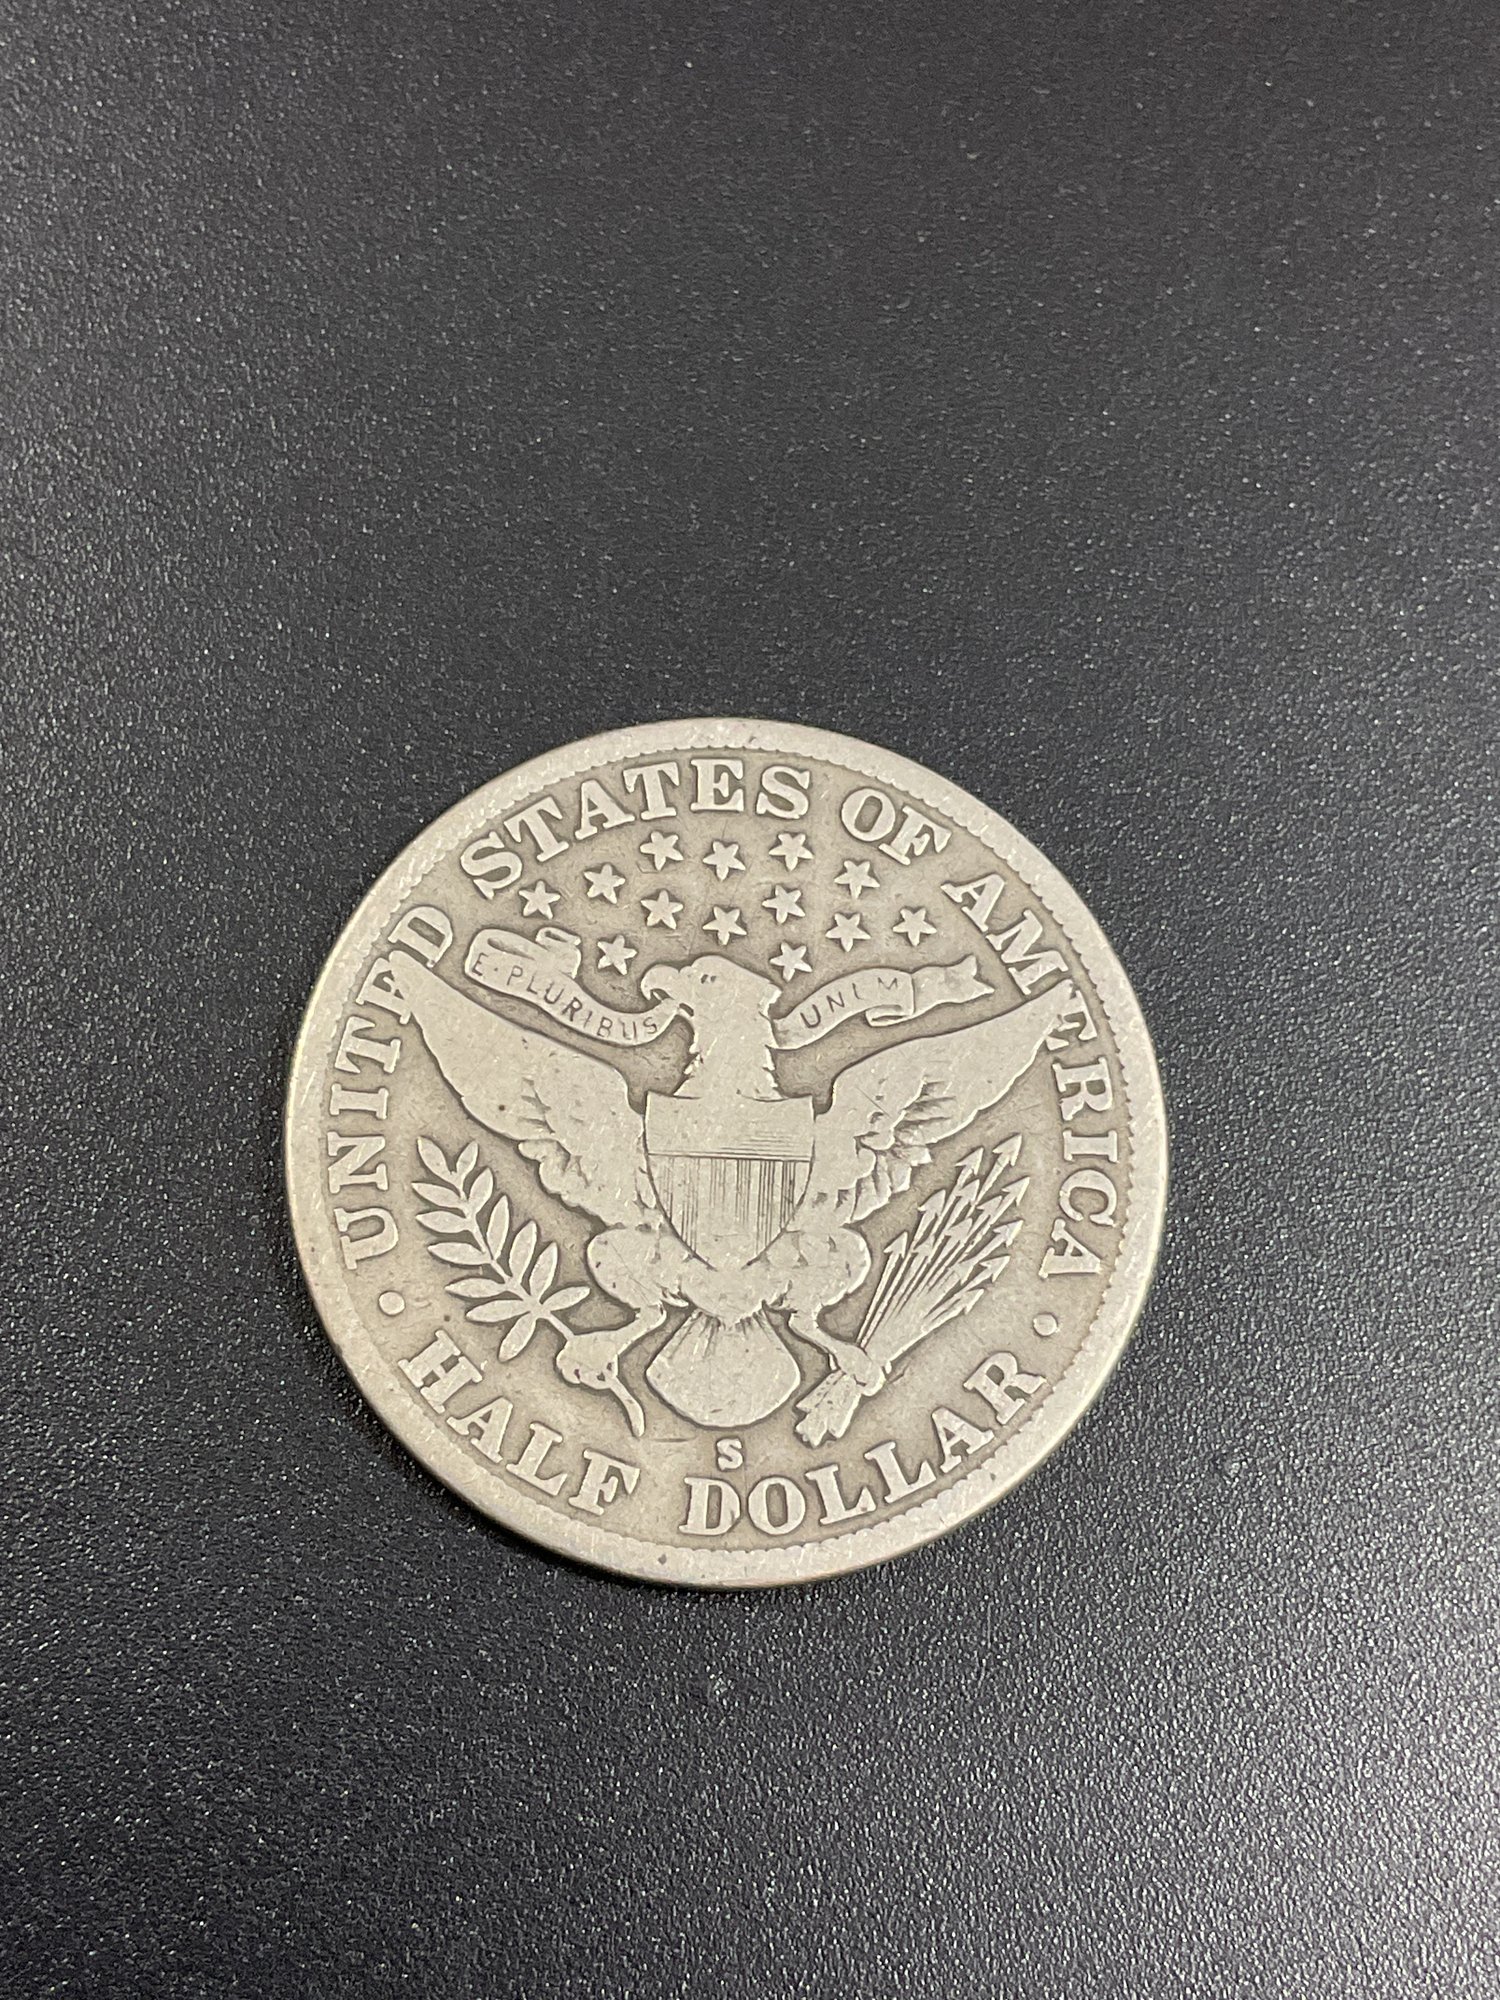 UNITED STATES OF AMERICA
E·PLURIBUS UNUM
S
HALF DOLLAR